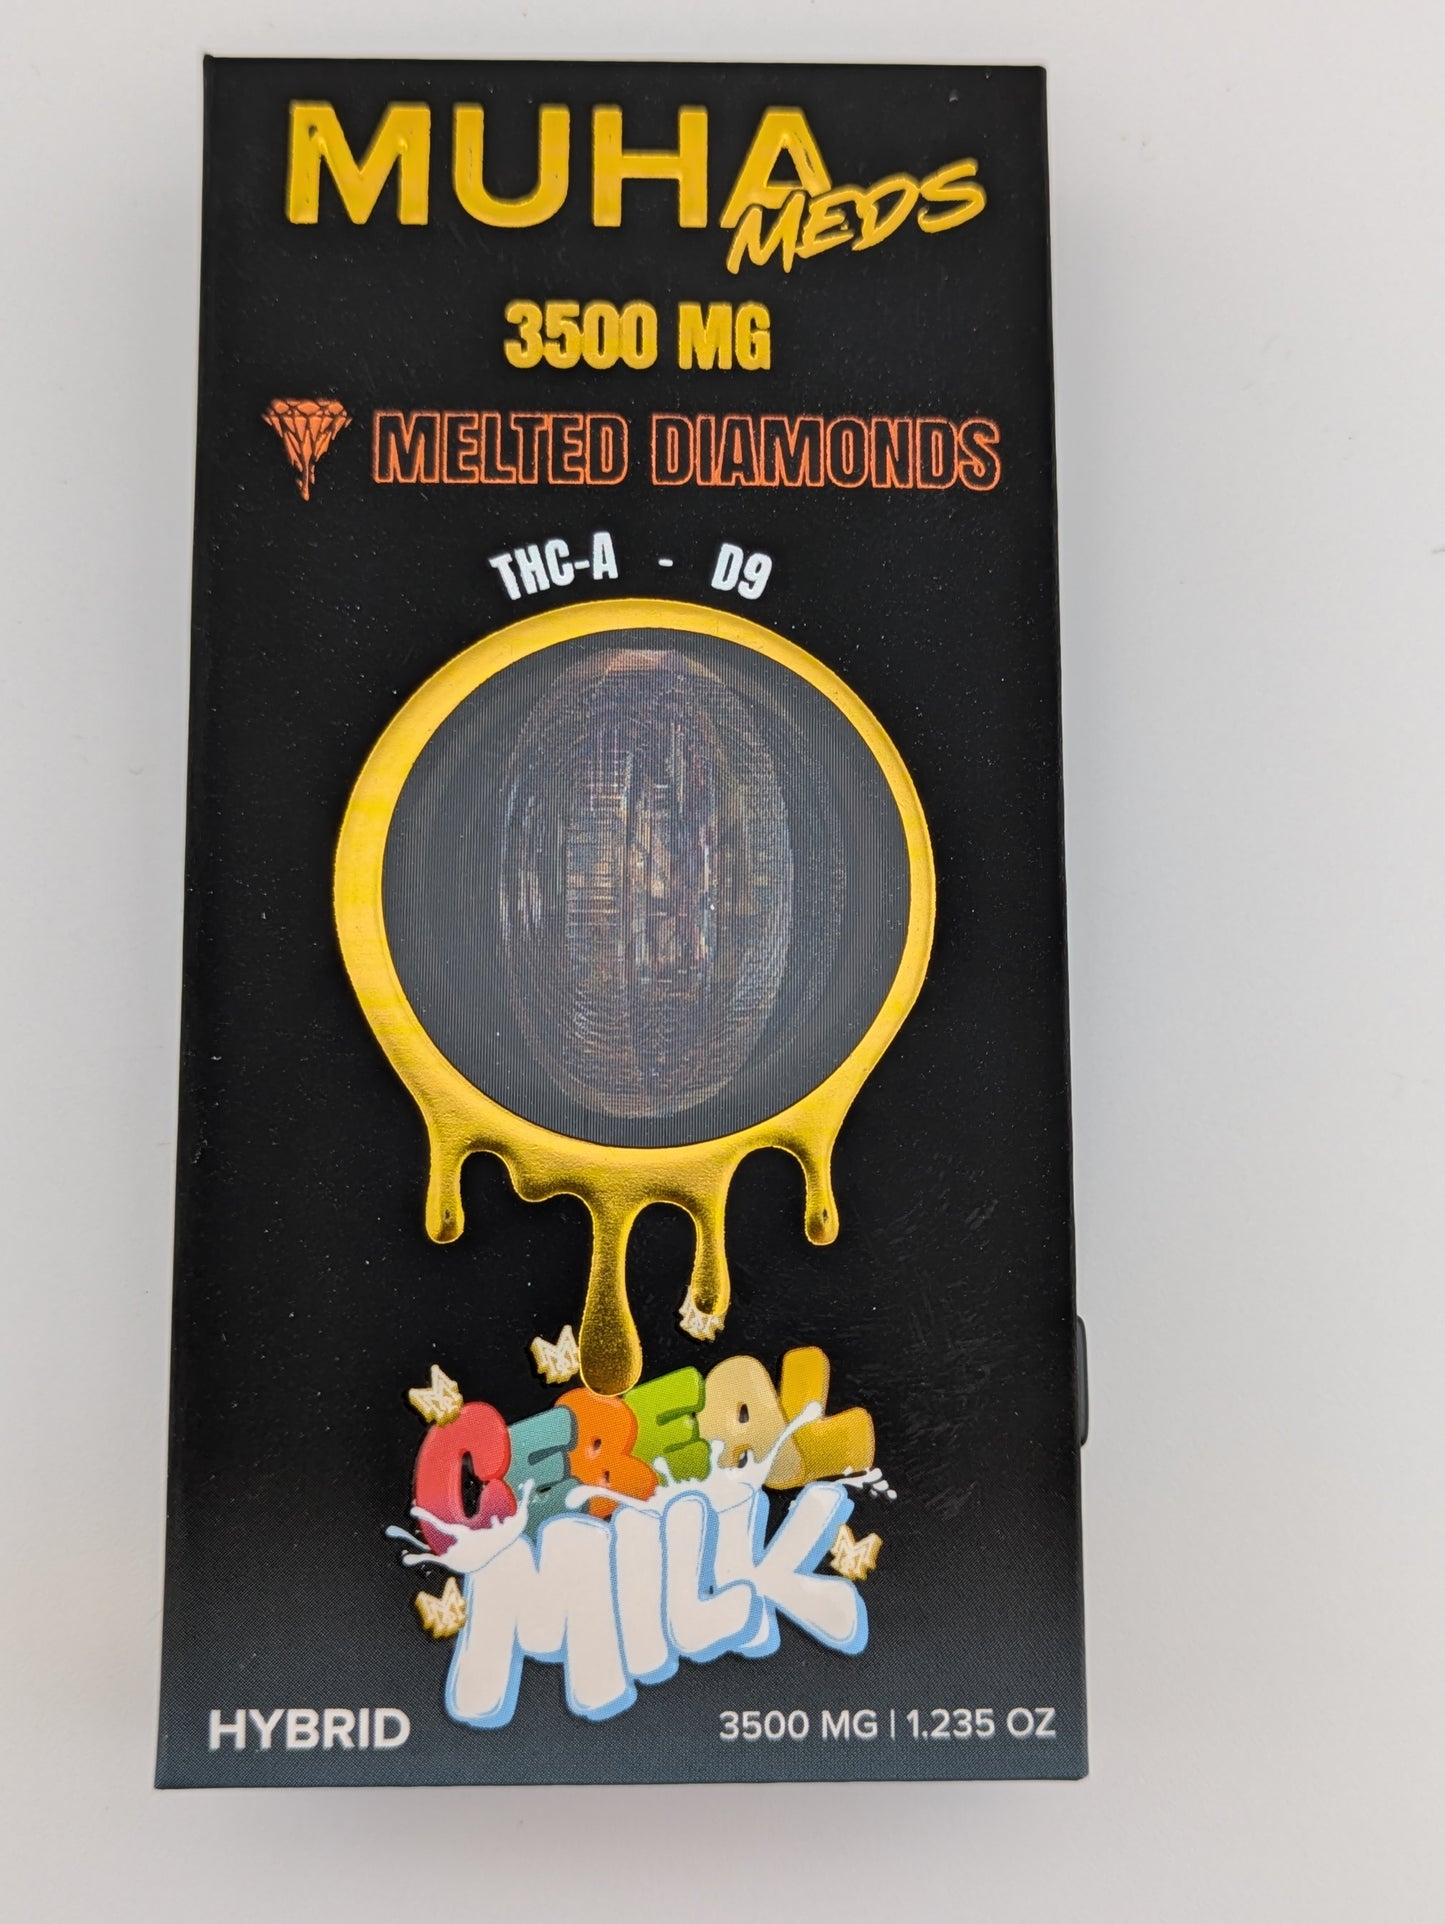 MUHA
MEDS
3500 MG
MELTED DIAMONDS
THC-A - D9
CEREAL
MILK
HYBRID
3500 MG | 1.235 OZ